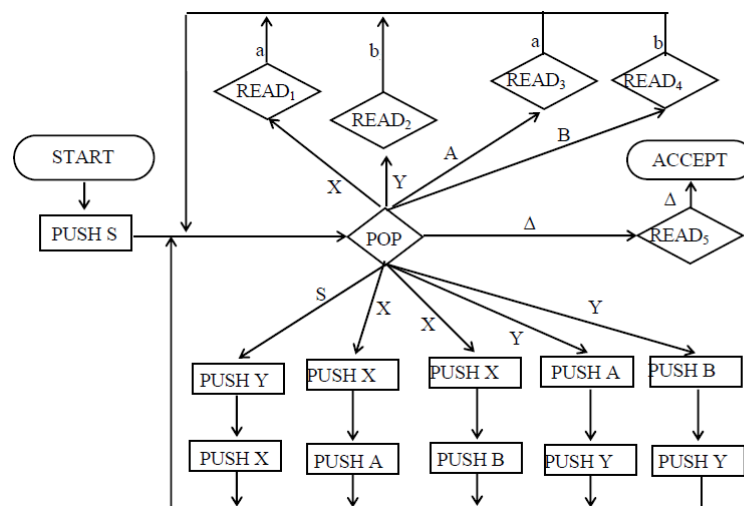 a
b
a
b
READ₁
READ₂
READ₃
READ₄
START
A
B
ACCEPT
X
Y
Δ
PUSH S
POP
Δ
READ₅
S
X
X
Y
Y
PUSH Y
PUSH X
PUSH X
PUSH A
PUSH B
PUSH X
PUSH A
PUSH B
PUSH Y
PUSH Y